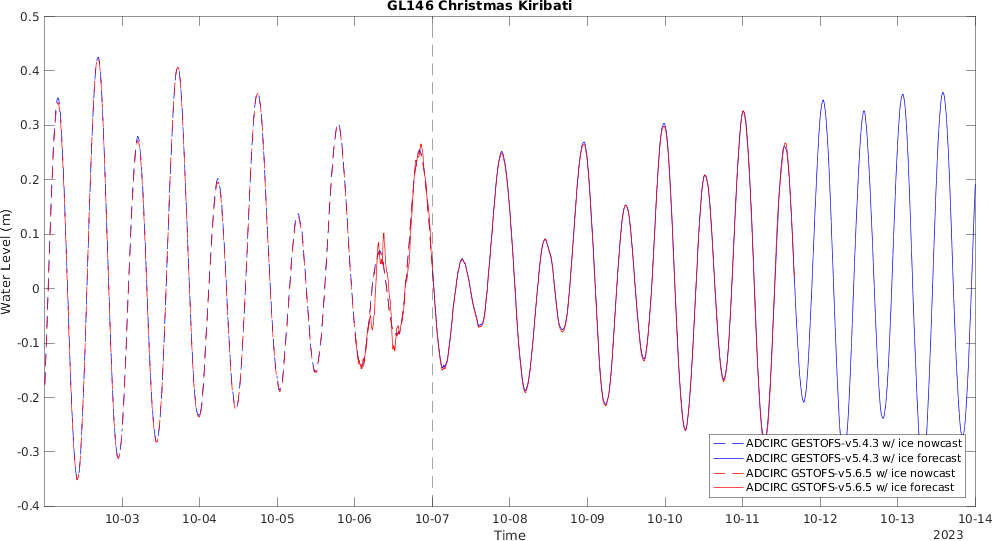 GL146 Christmas Kiribati
0.5
0.4
0.3
0.2
0.1
0
-0.1
-0.2
-0.3
-0.4
Water Level (m)
ADCIRC GESTOFS-v5.4.3 w/ ice nowcast
ADCIRC GESTOFS-v5.4.3 w/ ice forecast
ADCIRC GSTOFS-v5.6.5 w/ ice nowcast
ADCIRC GSTOFS-v5.6.5 w/ ice forecast
10-03 10-04 10-05 10-06 10-07 10-08 10-09 10-10 10-11 10-12 10-13 10-14
Time 2023